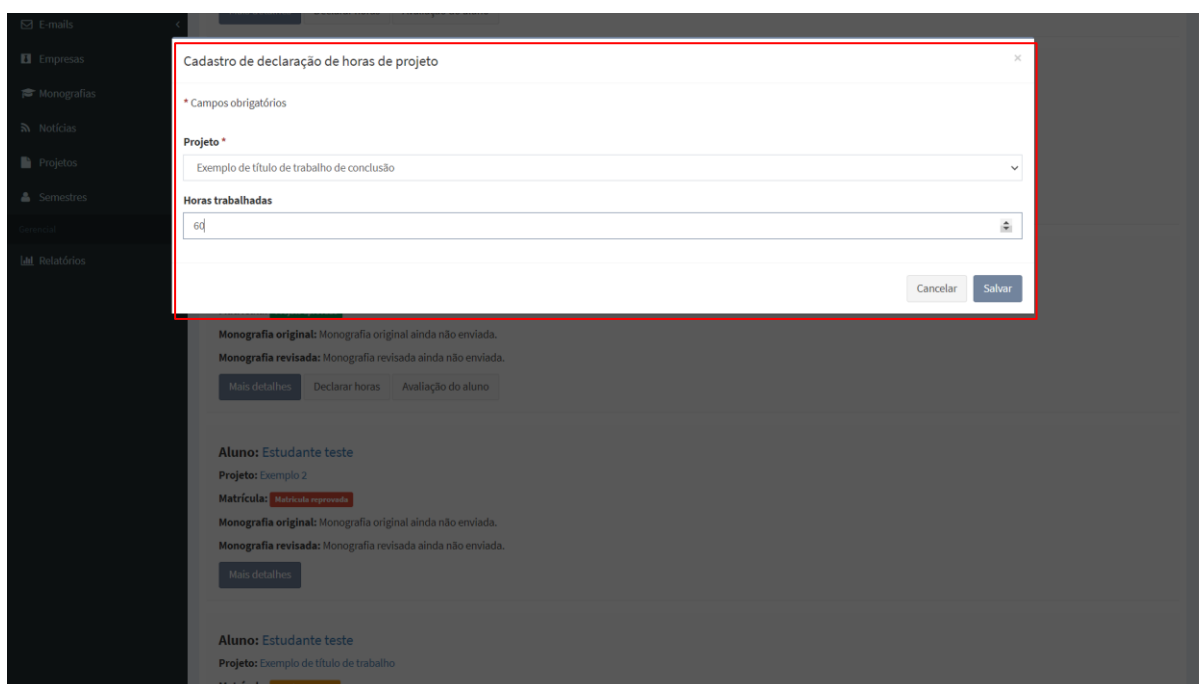 E-mails
Empresas
Monografias
Notícias
Projetos
Semestres
Gerencial
Relatórios
Cadastro de declaração de horas de projeto
×
* Campos obrigatórios
Projeto *
Exemplo de título de trabalho de conclusão
Horas trabalhadas
60
Cancelar Salvar
Monografia original: Monografia original ainda não enviada.
Monografia revisada: Monografia revisada ainda não enviada.
Mais detalhes Declarar horas Avaliação do aluno
Aluno: Estudante teste
Projeto: Exemplo 2
Matrícula: Matrícula reprovada
Monografia original: Monografia original ainda não enviada.
Monografia revisada: Monografia revisada ainda não enviada.
Mais detalhes
Aluno: Estudante teste
Projeto: Exemplo de título de trabalho